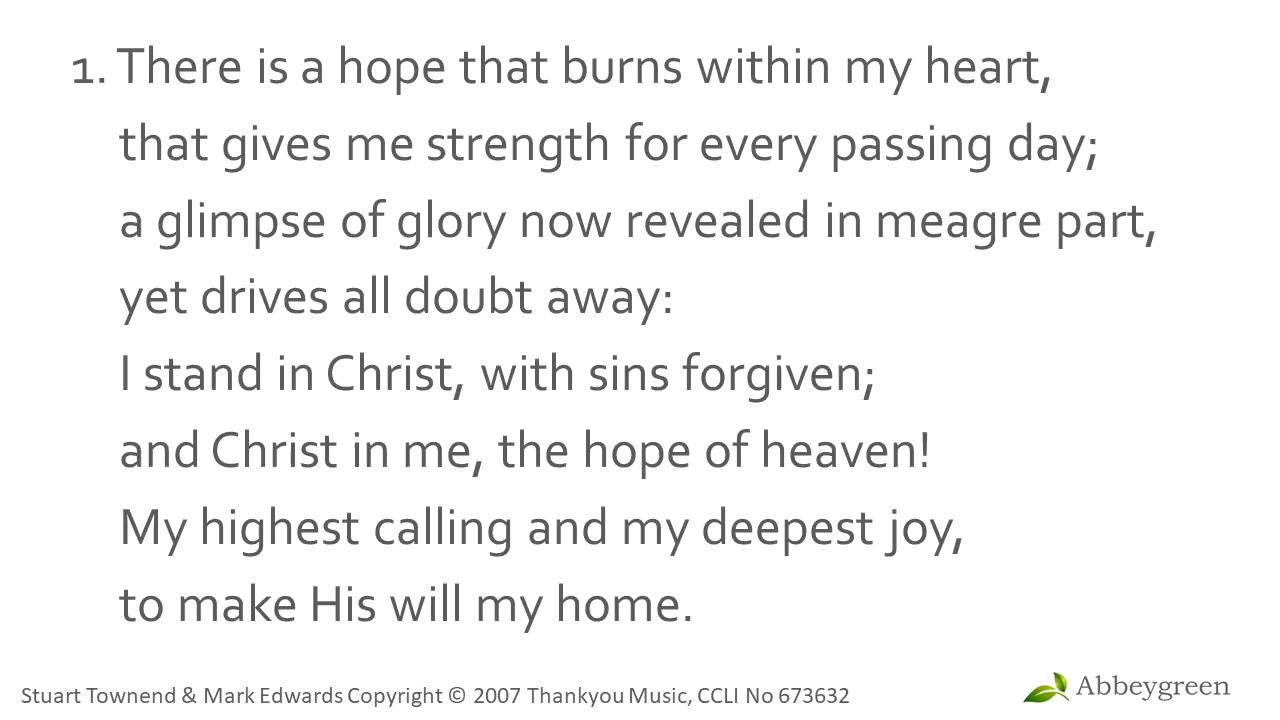 1. There is a hope that burns within my heart,
that gives me strength for every passing day;
a glimpse of glory now revealed in meagre part,
yet drives all doubt away:
I stand in Christ, with sins forgiven;
and Christ in me, the hope of heaven!
My highest calling and my deepest joy,
to make His will my home.
Stuart Townend & Mark Edwards Copyright © 2007 Thankyou Music, CCLI No 673632
Abbeygreen